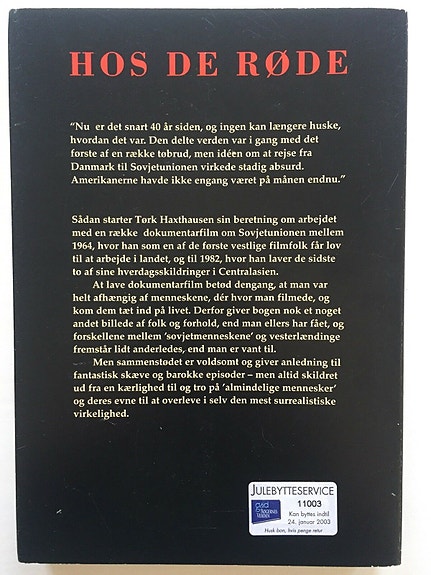 HOS DE RØDE
"Nu er det snart 40 år siden, og ingen kan længere huske,
hvordan det var. Den delte verden var i gang med det
første af en række tøbrud, men idéen om at rejse fra
Danmark til Sovjetunionen virkede stadig absurd.
Amerikanerne havde ikke engang været på månen endnu."
Sådan starter Tørk Haxthausen sin beretning om arbejdet
med en række dokumentarfilm om Sovjetunionen mellem
1964, hvor han som en af de første vestlige filmfolk får lov
til at arbejde i landet, og til 1982, hvor han laver de sidste
to af sine hverdagsskildringer i Centralasien.
At lave dokumentarfilm betød dengang, at man var
helt afhængig af menneskene, dér hvor man filmede, og
kom dem tæt ind på livet. Derfor giver bogen nok et noget
andet billede af folk og forhold, end man ellers har fået, og
forskellene mellem 'sovjetmenneskene' og vesterlændinge
fremstår lidt anderledes, end man er vant til.
Men sammenstødet er voldsomt og giver anledning til
fantastisk skæve og barokke episoder – men altid skildret
ud fra en kærlighed til og tro på 'almindelige mennesker'
og deres evne til at overleve i selv den mest surrealistiske
virkelighed.
JULEBYTTESERVICE
11003
Kan byttes indtil
24. januar 2003
Husk bon, hvis penge retur